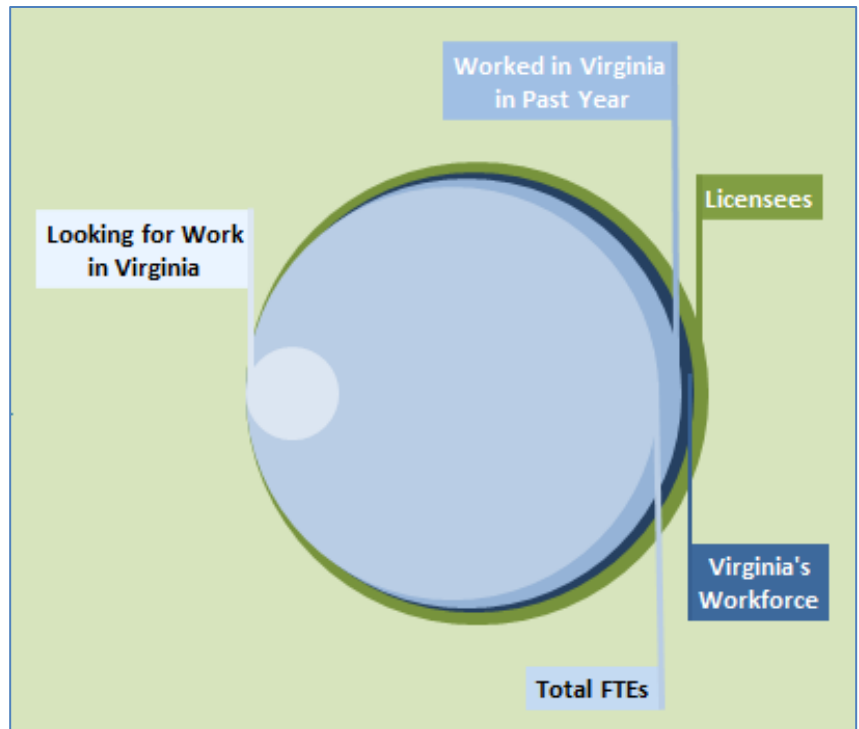 Worked in Virginia
in Past Year
Licensees
Looking for Work
in Virginia
Virginia's
Workforce
Total FTEs